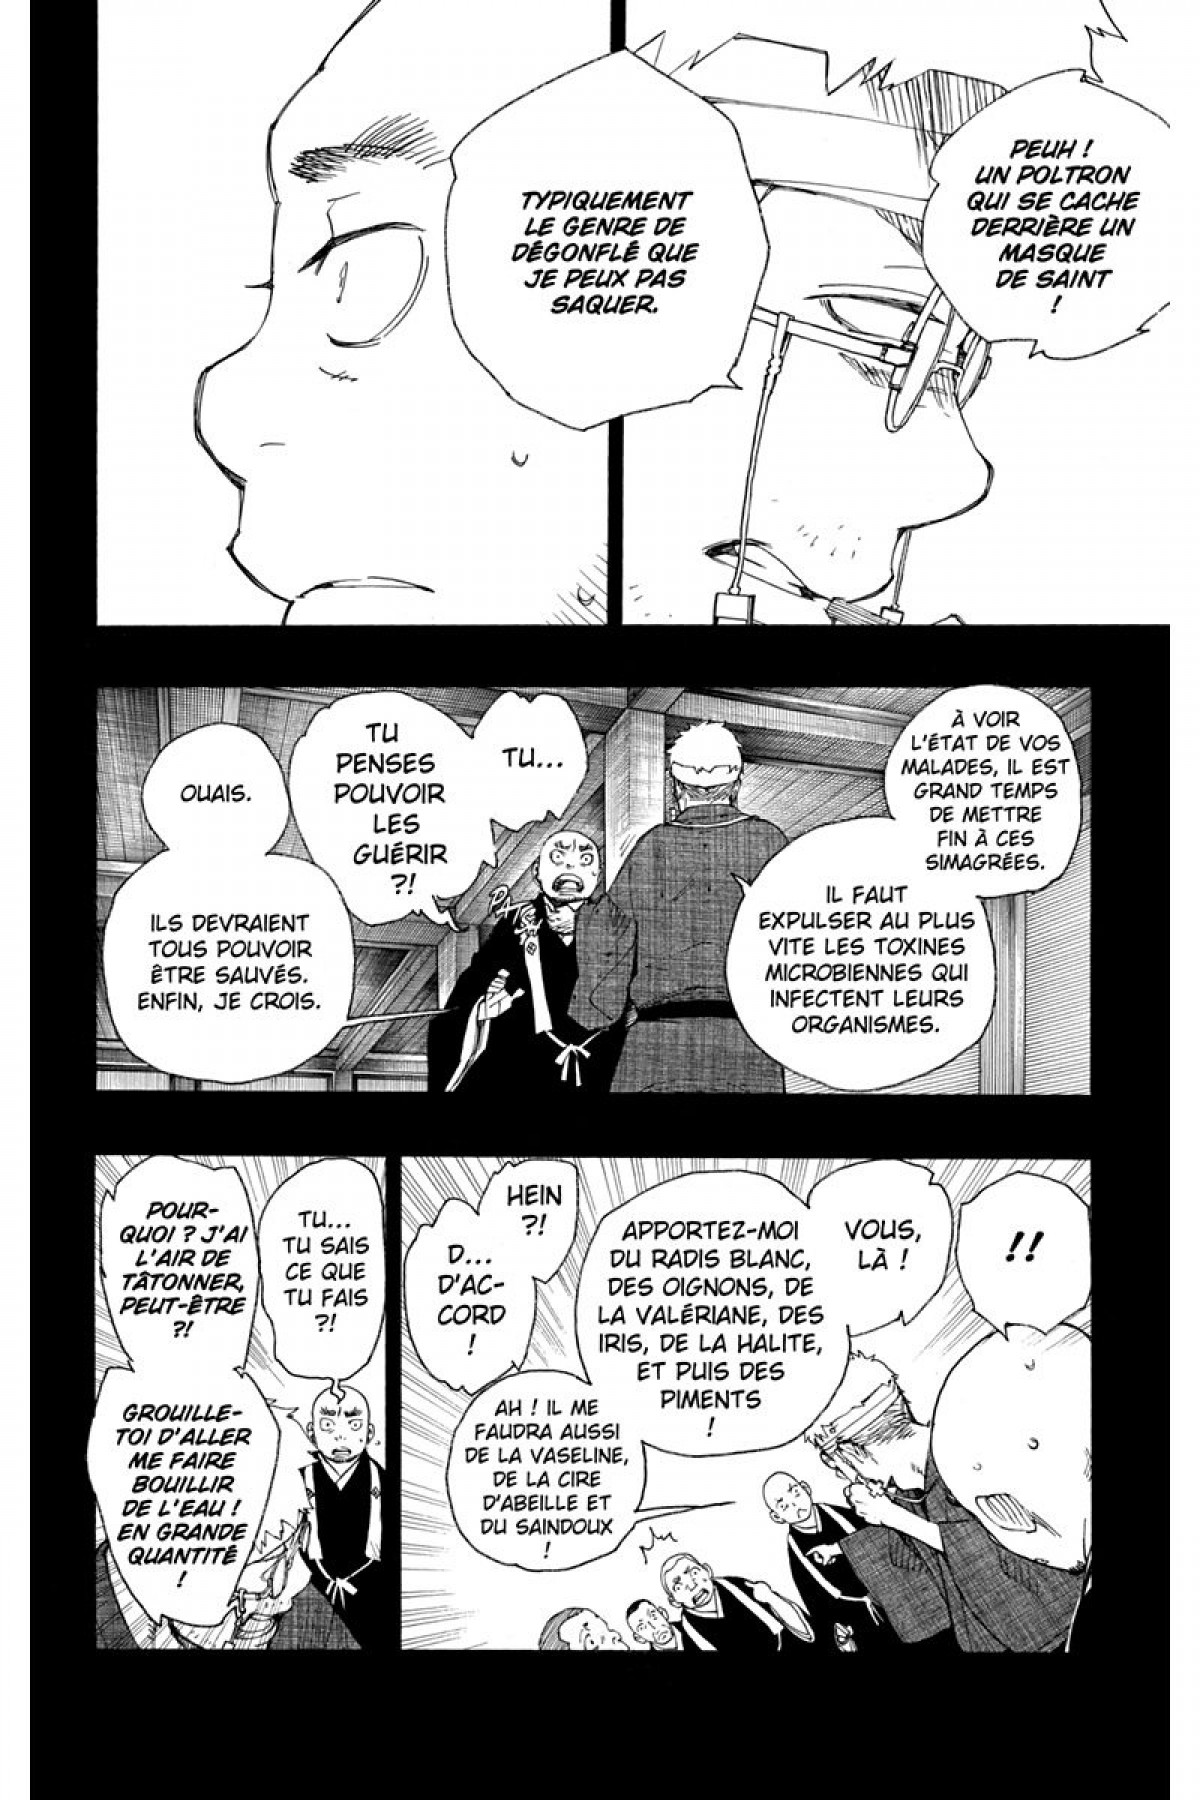 PEUH !
UN POLTRON
QUI SE CACHE
DERRIÈRE UN
MASQUE
DE SAINT
!
TYPIQUEMENT
LE GENRE DE
DÉGONFLÉ QUE
JE PEUX PAS
SAQUER.
À VOIR
L'ÉTAT DE VOS
MALADES, IL EST
GRAND TEMPS
DE METTRE
FIN À CES
SIMAGRÉES.
IL FAUT
EXPULSER AU PLUS
VITE LES TOXINES
MICROBIENNES QUI
INFECTENT LEURS
ORGANISMES.
TU...
TU
PENSES
POUVOIR
LES
GUÉRIR
?!
OUAIS.
ILS DEVRAIENT
TOUS POUVOIR
ÊTRE SAUVÉS.
ENFIN, JE CROIS.
!!
VOUS,
LÀ !
APPORTEZ-MOI
DU RADIS BLANC,
DES OIGNONS, DE
LA VALÉRIANE, DES
IRIS, DE LA HALITE,
ET PUIS DES
PIMENTS
!
HEIN
?!
D...
D'AC-
CORD
!
AH ! IL ME
FAUDRA AUSSI
DE LA VASELINE,
DE LA CIRE
D'ABEILLE ET
DU SAINDOUX
!
TU...
TU SAIS
CE QUE
TU FAIS
?!
POUR-
QUOI ? J'AI
L'AIR DE
TÂTONNER,
PEUT-ÊTRE
?!
GROUILLE-
TOI D'ALLER
ME FAIRE
BOUILLIR
DE L'EAU !
EN GRANDE
QUANTITÉ
!